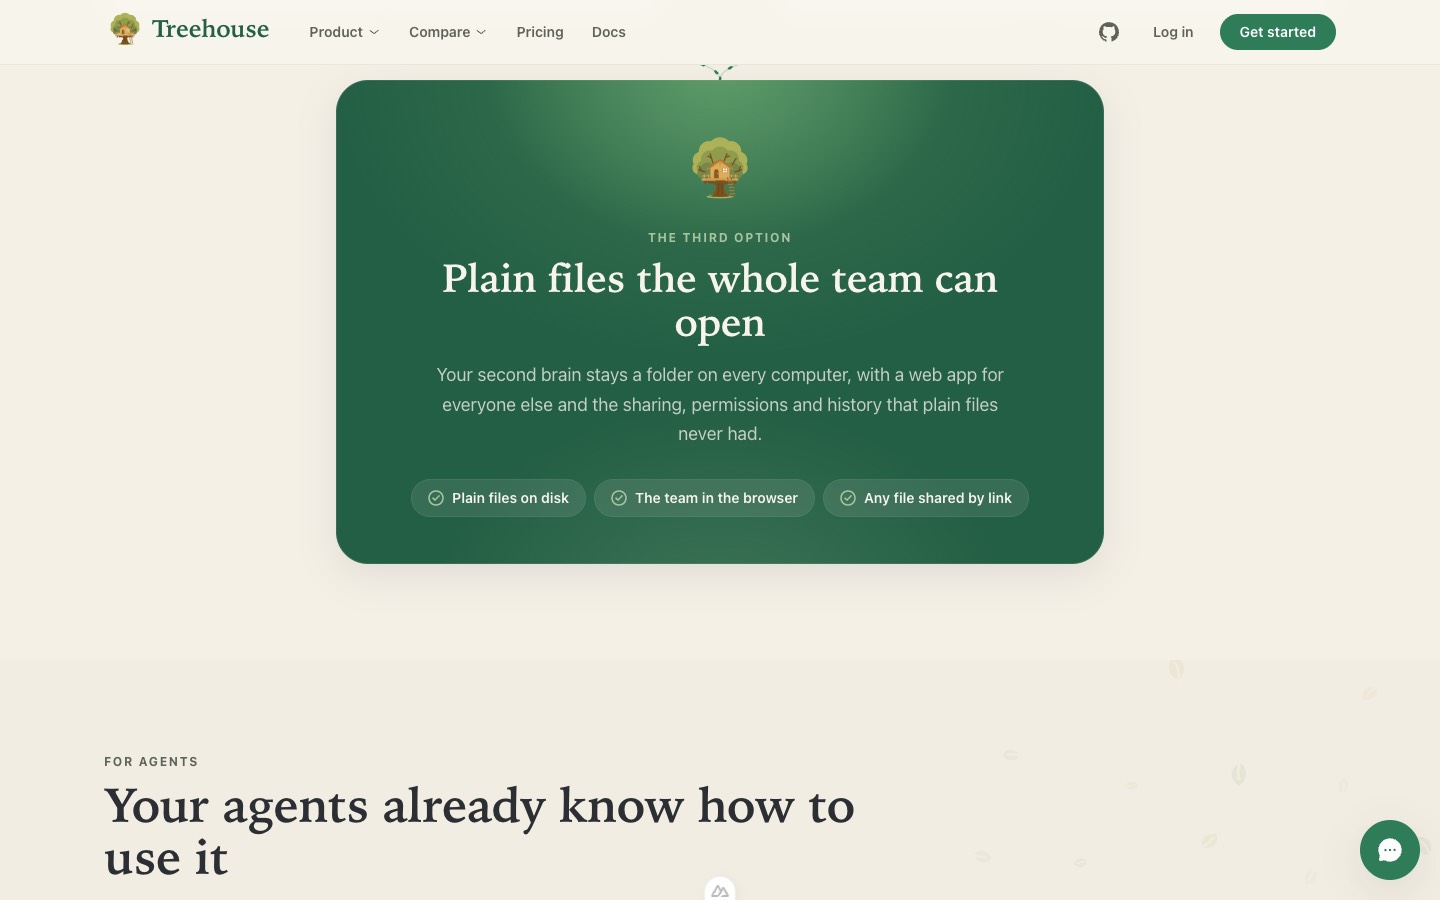 Treehouse
Product
Compare
Pricing
Docs
Log in
Get started
THE THIRD OPTION
Plain files the whole team can
open
Your second brain stays a folder on every computer, with a web app for
everyone else and the sharing, permissions and history that plain files
never had.
Plain files on disk
The team in the browser
Any file shared by link
FOR AGENTS
Your agents already know how to
use it